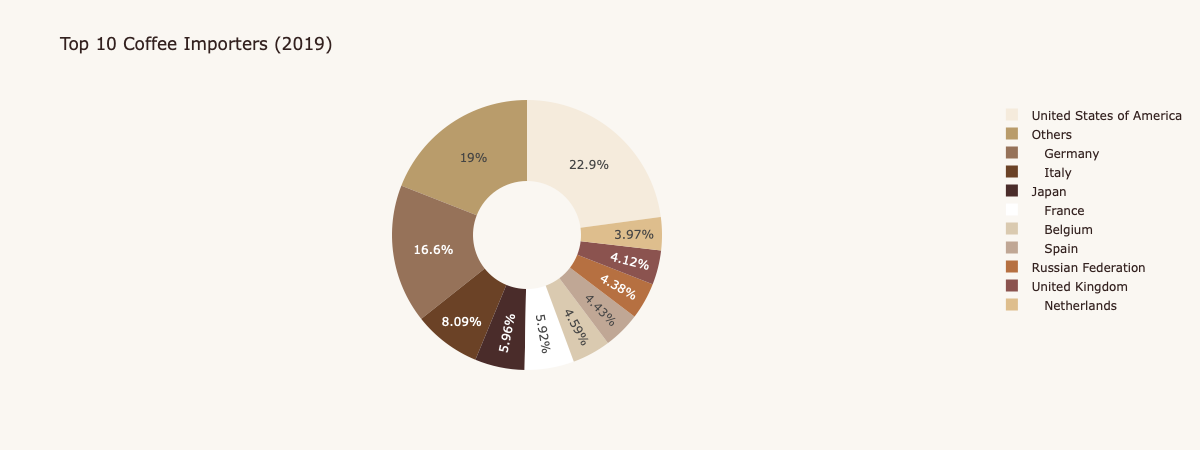 Top 10 Coffee Importers (2019)
19%
22.9%
16.6%
3.97%
4.12%
4.38%
4.43%
4.59%
5.92%
5.96%
8.09%
United States of America
Others
Germany
Italy
Japan
France
Belgium
Spain
Russian Federation
United Kingdom
Netherlands